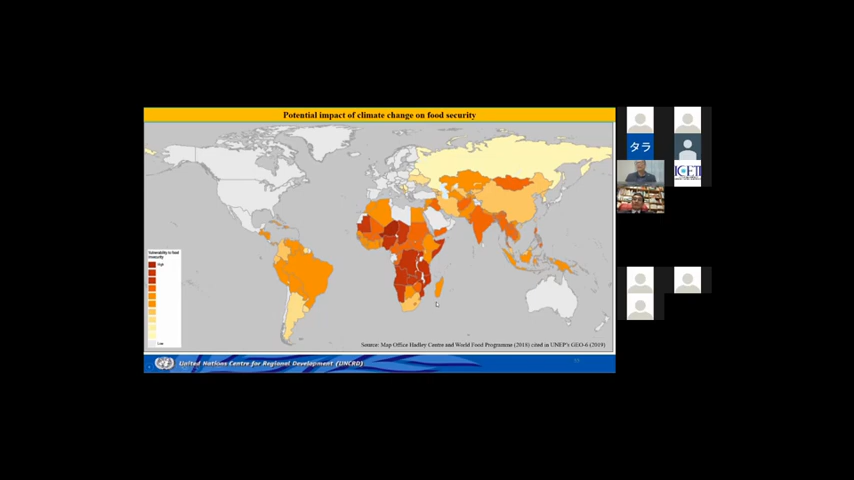 Potential impact of climate change on food security
タラ
ICETI
Vulnerability to food
insecurity
High
Low
Source: Map Office Hadley Centre and World Food Programme (2018) cited in UNEP's GEO-6 (2019)
United Nations Centre for Regional Development (UNCRD)